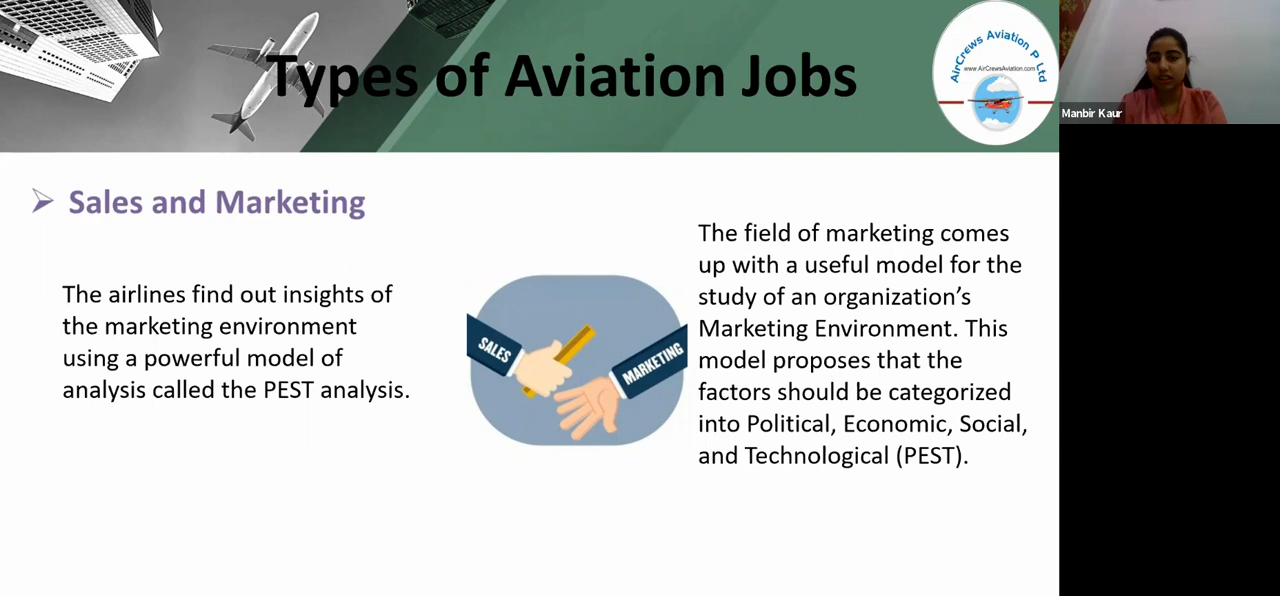 Types of Aviation Jobs
AirCrews Aviation P Ltd
www.AirCrewsAviation.com
Manbir Kaur
Sales and Marketing
The airlines find out insights of
the marketing environment
using a powerful model of
analysis called the PEST analysis.
SALES
MARKETING
The field of marketing comes
up with a useful model for the
study of an organization’s
Marketing Environment. This
model proposes that the
factors should be categorized
into Political, Economic, Social,
and Technological (PEST).